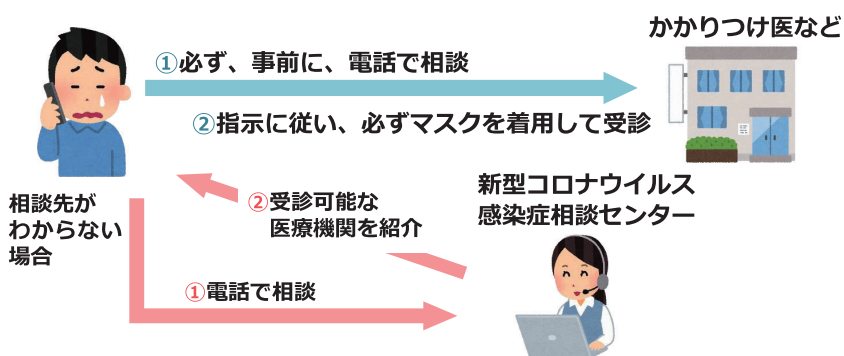 かかりつけ医など
①必ず、事前に、電話で相談
②指示に従い、必ずマスクを着用して受診
新型コロナウイルス
感染症相談センター
相談先が
わからない
場合
②受診可能な
医療機関を紹介
①電話で相談